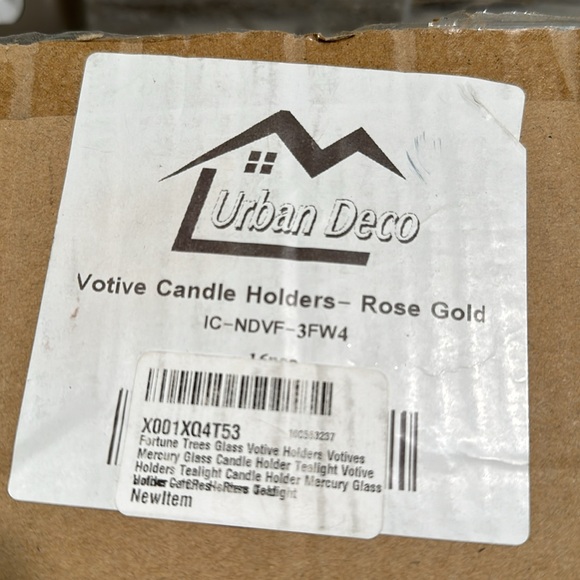 Urban Deco
Votive Candle Holders- Rose Gold
IC-NDVF-3FW4
X001XQ4T53
Fortune Trees Glass Votive Holders Votives
Mercury Glass Candle Holder Tealight Votive
Holders Tealight Candle Holder Mercury Glass
NewItem